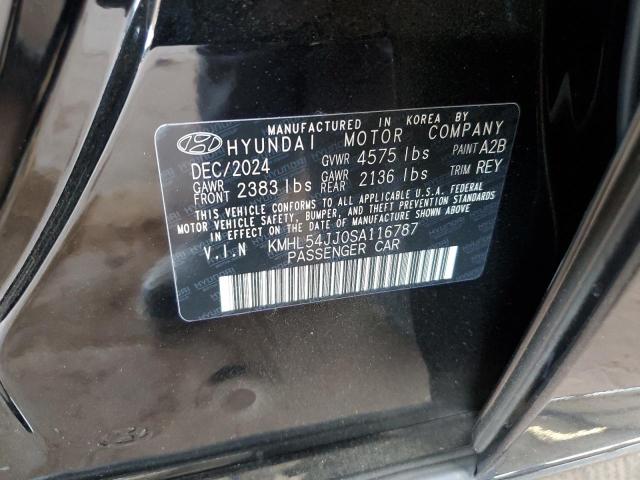 MANUFACTURED IN KOREA BY
HYUNDAI MOTOR COMPANY
DEC/2024 GVWR 4575 lbs PAINT A2B
GAWR FRONT 2383 lbs GAWR REAR 2136 lbs TRIM REY
THIS VEHICLE CONFORMS TO ALL APPLICABLE U.S.A. FEDERAL
MOTOR VEHICLE SAFETY, BUMPER, AND THEFT PREVENTION
STANDARDS IN EFFECT ON THE DATE OF MANUFACTURE SHOWN ABOVE.
V.I.N KMHL54JJ0SA116787
PASSENGER CAR